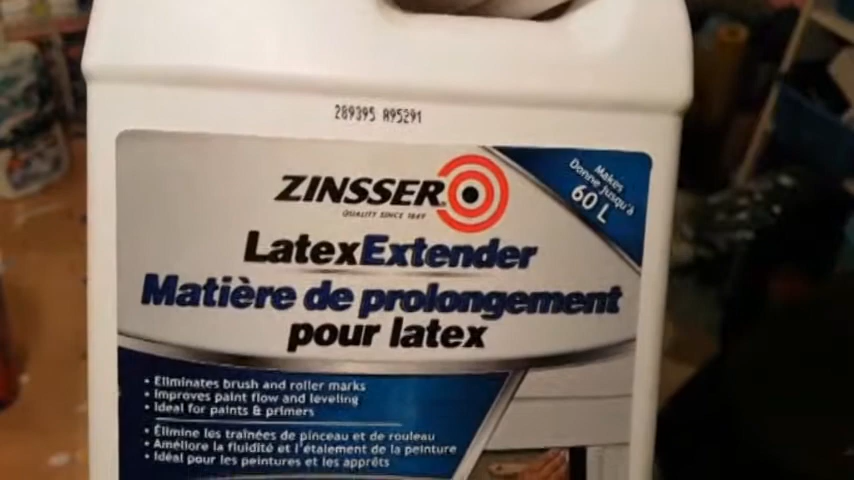 289395 A95291
ZINSSER
QUALITY SINCE 1849
Makes
Donne jusqu'à
60 L
LatexExtender
Matière de prolongement
pour latex
• Eliminates brush and roller marks
• Improves paint flow and leveling
• Ideal for paints & primers
• Élimine les traînées de pinceau et de rouleau
• Améliore la fluidité et l'étalement de la peinture
• Idéal pour les peintures et les apprêts